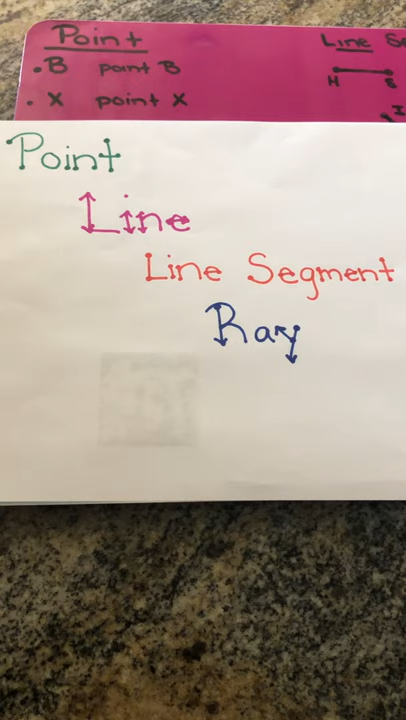 Point
Line
.B point B
H
. X point X
Point
Line
Line Segment
Ray